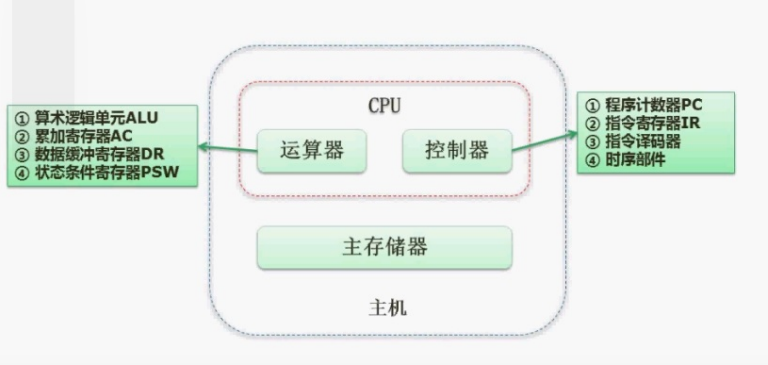 CPU
① 算术逻辑单元ALU
② 累加寄存器AC
③ 数据缓冲寄存器DR
④ 状态条件寄存器PSW
运算器
控制器
① 程序计数器PC
② 指令寄存器IR
③ 指令译码器
④ 时序部件
主存储器
主机